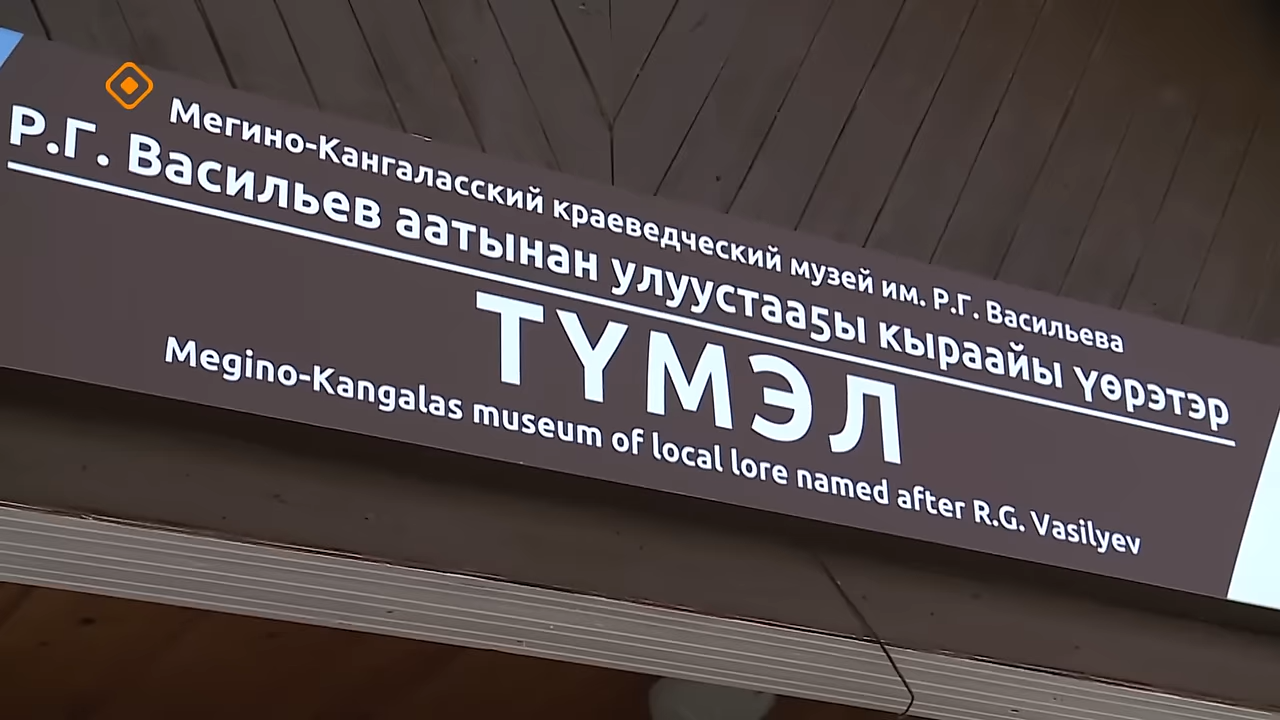 Мегино-Кангаласский краеведческий музей им. Р.Г. Васильева
Р.Г. Васильев аатынан улуустааҕы кыраайы үөрэтэр
ТҮМЭЛ
Megino-Kangalas museum of local lore named after R.G. Vasilyev